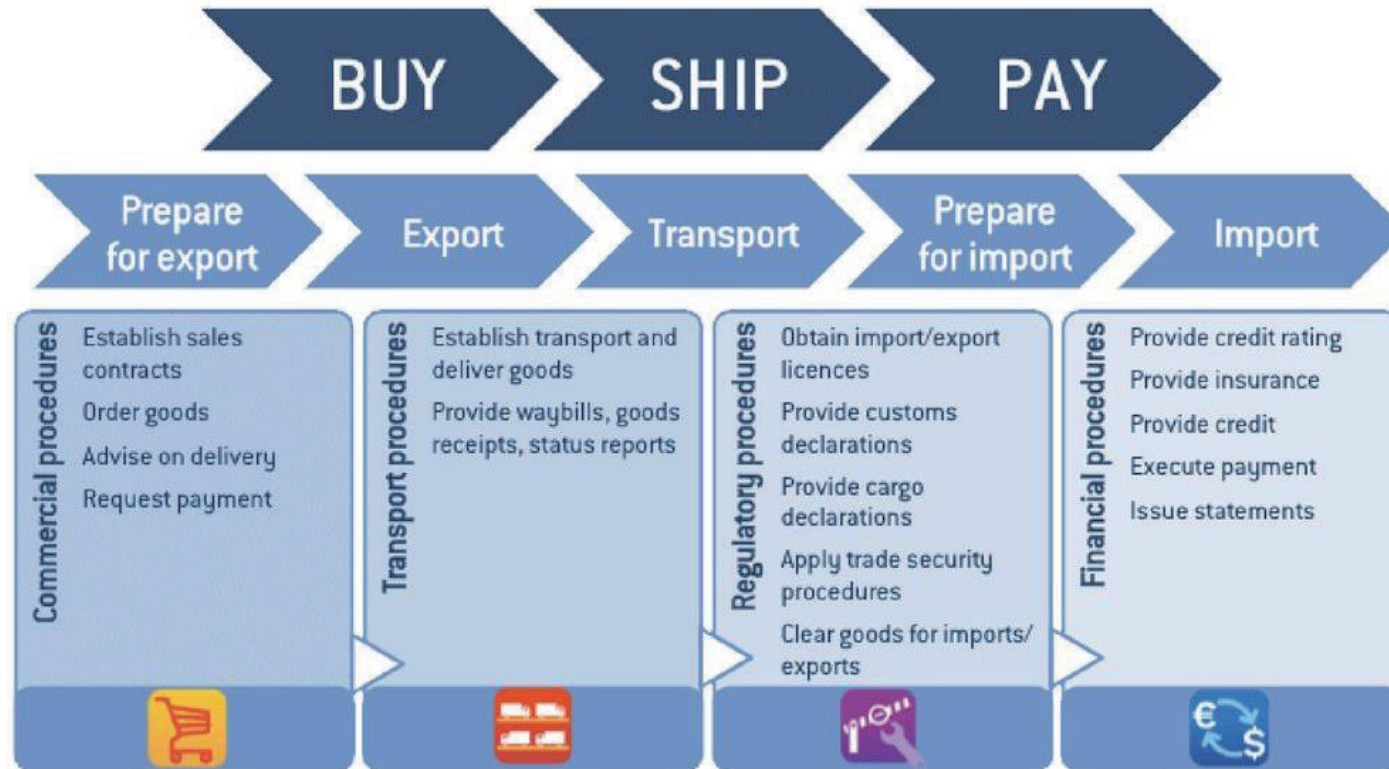 BUY
SHIP
PAY
Prepare
for export
Export
Transport
Prepare
for import
Import
Commercial procedures
Establish sales
contracts
Order goods
Advise on delivery
Request payment
Transport procedures
Establish transport and
deliver goods
Provide waybills, goods
receipts, status reports
Regulatory procedures
Obtain import/export
licences
Provide customs
declarations
Provide cargo
declarations
Apply trade security
procedures
Clear goods for imports/
exports
Financial procedures
Provide credit rating
Provide insurance
Provide credit
Execute payment
Issue statements
€
$